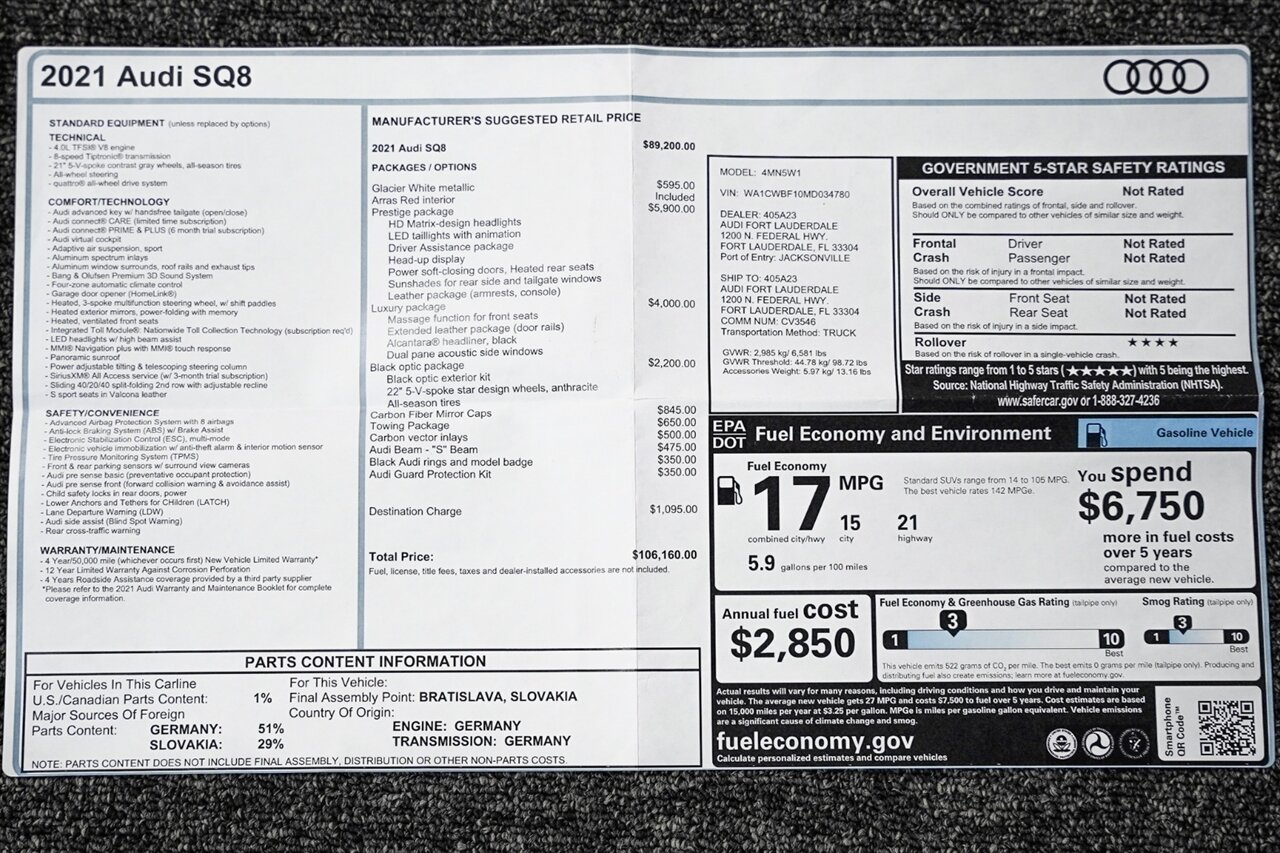 2021 Audi SQ8
STANDARD EQUIPMENT (unless replaced by options)
TECHNICAL
- 4.0L TFSI® V8 engine
- 8-speed Tiptronic® transmission
- 21" 5-V-spoke contrast gray wheels, all-season tires
- All-wheel steering
- quattro® all-wheel drive system
COMFORT/TECHNOLOGY
- Audi advanced key w/ handsfree tailgate (open/close)
- Audi connect® CARE (limited time subscription)
- Audi connect® PRIME & PLUS (6 month trial subscription)
- Audi virtual cockpit
- Adaptive air suspension, sport
- Aluminum spectrum inlays
- Aluminum window surrounds, roof rails and exhaust tips
- Bang & Olufsen Premium 3D Sound System
- Four-zone automatic climate control
- Garage door opener (HomeLink®)
- Heated, 3-spoke multifunction steering wheel, w/ shift paddles
- Heated exterior mirrors, power-folding with memory
- Heated, ventilated front seats
- Integrated Toll Module®: Nationwide Toll Collection Technology (subscription req'd)
- LED headlights w/ high beam assist
- MMI® Navigation plus with MMI® touch response
- Panoramic sunroof
- Power adjustable tilting & telescoping steering column
- SiriusXM® All Access service (w/ 3-month trial subscription)
- Sliding 40/20/40 split-folding 2nd row with adjustable recline
- S sport seats in Valcona leather
SAFETY/CONVENIENCE
- Advanced Airbag Protection System with 8 airbags
- Anti-lock Braking System (ABS) w/ Brake Assist
- Electronic Stabilization Control (ESC), multi-mode
- Electronic vehicle immobilization w/ anti-theft alarm & interior motion sensor
- Tire Pressure Monitoring System (TPMS)
- Front & rear parking sensors w/ surround view cameras
- Audi pre sense basic (preventative occupant protection)
- Audi pre sense front (forward collision warning & avoidance assist)
- Child safety locks in rear doors, power
- Lower Anchors and Tethers for CHildren (LATCH)
- Lane Departure Warning (LDW)
- Audi side assist (Blind Spot Warning)
- Rear cross-traffic warning
WARRANTY/MAINTENANCE
- 4 Year/50,000 mile (whichever occurs first) New Vehicle Limited Warranty*
- 12 Year Limited Warranty Against Corrosion Perforation
- 4 Years Roadside Assistance coverage provided by a third party supplier
*Please refer to the 2021 Audi Warranty and Maintenance Booklet for complete
coverage information.
MANUFACTURER'S SUGGESTED RETAIL PRICE
2021 Audi SQ8 $89,200.00
PACKAGES / OPTIONS
Glacier White metallic $595.00
Arras Red interior Included
Prestige package $5,900.00
HD Matrix-design headlights
LED taillights with animation
Driver Assistance package
Head-up display
Power soft-closing doors, Heated rear seats
Sunshades for rear side and tailgate windows
Leather package (armrests, console)
Luxury package $4,000.00
Massage function for front seats
Extended leather package (door rails)
Alcantara® headliner, black
Dual pane acoustic side windows
Black optic package $2,200.00
Black optic exterior kit
22" 5-V-spoke star design wheels, anthracite
All-season tires
Carbon Fiber Mirror Caps $845.00
Towing Package $650.00
Carbon vector inlays $500.00
Audi Beam - "S" Beam $475.00
Black Audi rings and model badge $350.00
Audi Guard Protection Kit $350.00
Destination Charge $1,095.00
Total Price: $106,160.00
Fuel, license, title fees, taxes and dealer-installed accessories are not included.
MODEL: 4MN5W1
VIN: WA1CWBF10MD034780
DEALER: 405A23
AUDI FORT LAUDERDALE
1200 N. FEDERAL HWY.
FORT LAUDERDALE, FL 33304
Port of Entry: JACKSONVILLE
SHIP TO: 405A23
AUDI FORT LAUDERDALE
1200 N. FEDERAL HWY.
FORT LAUDERDALE, FL 33304
COMM NUM: CV3546
Transportation Method: TRUCK
GVWR: 2,985 kg/ 6,581 lbs
GVWR Threshold: 44.78 kg/ 98.72 lbs
Accessories Weight: 5.97 kg/ 13.16 lbs
GOVERNMENT 5-STAR SAFETY RATINGS
Overall Vehicle Score Not Rated
Based on the combined ratings of frontal, side and rollover.
Should ONLY be compared to other vehicles of similar size and weight.
Frontal Driver Not Rated
Crash Passenger Not Rated
Based on the risk of injury in a frontal impact.
Should ONLY be compared to other vehicles of similar size and weight.
Side Front Seat Not Rated
Crash Rear Seat Not Rated
Based on the risk of injury in a side impact.
Rollover ★★★★
Based on the risk of rollover in a single-vehicle crash.
Star ratings range from 1 to 5 stars (★★★★★) with 5 being the highest.
Source: National Highway Traffic Safety Administration (NHTSA).
www.safercar.gov or 1-888-327-4236
EPA
DOT
Fuel Economy and Environment
Gasoline Vehicle
Fuel Economy
17 MPG
combined city/hwy
15
city
21
highway
5.9 gallons per 100 miles
Standard SUVs range from 14 to 105 MPG.
The best vehicle rates 142 MPGe.
You spend
$6,750
more in fuel costs
over 5 years
compared to the
average new vehicle.
Annual fuel cost
$2,850
Fuel Economy & Greenhouse Gas Rating (tailpipe only)
1 3 10
Best
Smog Rating (tailpipe only)
1 3 10
Best
This vehicle emits 522 grams of CO₂ per mile. The best emits 0 grams per mile (tailpipe only). Producing and
distributing fuel also create emissions; learn more at fueleconomy.gov.
Actual results will vary for many reasons, including driving conditions and how you drive and maintain your
vehicle. The average new vehicle gets 27 MPG and costs $7,500 to fuel over 5 years. Cost estimates are based
on 15,000 miles per year at $3.25 per gallon. MPGe is miles per gasoline gallon equivalent. Vehicle emissions
are a significant cause of climate change and smog.
fueleconomy.gov
Calculate personalized estimates and compare vehicles
Smartphone
QR Code™
PARTS CONTENT INFORMATION
For Vehicles In This Carline
U.S./Canadian Parts Content: 1%
Major Sources Of Foreign
Parts Content: GERMANY: 51%
SLOVAKIA: 29%
For This Vehicle:
Final Assembly Point: BRATISLAVA, SLOVAKIA
Country Of Origin:
ENGINE: GERMANY
TRANSMISSION: GERMANY
NOTE: PARTS CONTENT DOES NOT INCLUDE FINAL ASSEMBLY, DISTRIBUTION OR OTHER NON-PARTS COSTS.